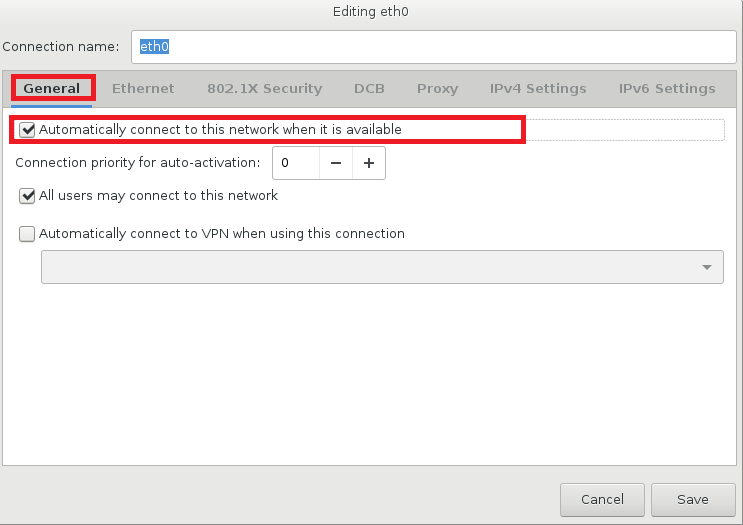 Editing eth0
Connection name: eth0
General Ethernet 802.1X Security DCB Proxy IPv4 Settings IPv6 Settings
Automatically connect to this network when it is available
Connection priority for auto-activation: 0 − +
All users may connect to this network
Automatically connect to VPN when using this connection
Cancel Save